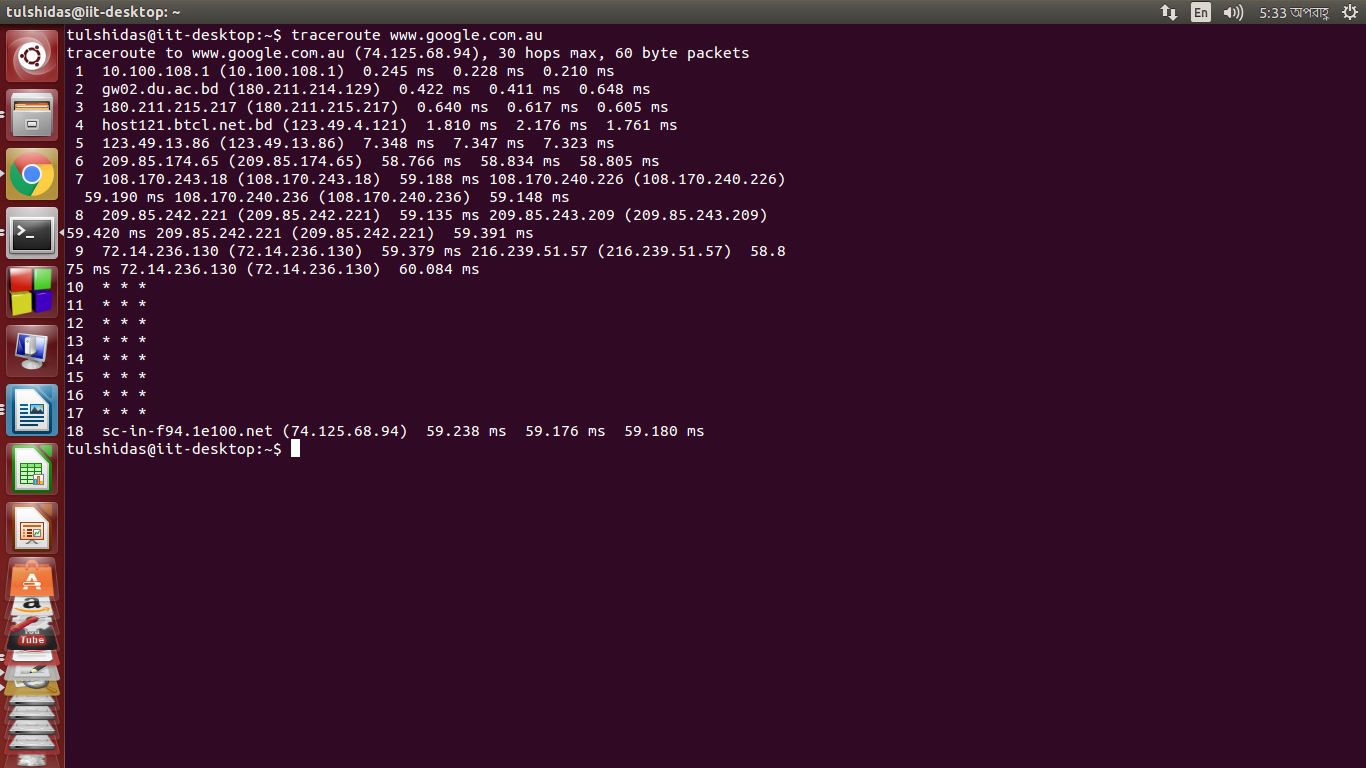 tulshidas@iit-desktop: ~
En
5:33 অপরাহ্ণ
tulshidas@iit-desktop:~$ traceroute www.google.com.au
traceroute to www.google.com.au (74.125.68.94), 30 hops max, 60 byte packets
 1  10.100.108.1 (10.100.108.1)  0.245 ms  0.228 ms  0.210 ms
 2  gw02.du.ac.bd (180.211.214.129)  0.422 ms  0.411 ms  0.648 ms
 3  180.211.215.217 (180.211.215.217)  0.640 ms  0.617 ms  0.605 ms
 4  host121.btcl.net.bd (123.49.4.121)  1.810 ms  2.176 ms  1.761 ms
 5  123.49.13.86 (123.49.13.86)  7.348 ms  7.347 ms  7.323 ms
 6  209.85.174.65 (209.85.174.65)  58.766 ms  58.834 ms  58.805 ms
 7  108.170.243.18 (108.170.243.18)  59.188 ms 108.170.240.226 (108.170.240.226)
  59.190 ms 108.170.240.236 (108.170.240.236)  59.148 ms
 8  209.85.242.221 (209.85.242.221)  59.135 ms 209.85.243.209 (209.85.243.209)
59.420 ms 209.85.242.221 (209.85.242.221)  59.391 ms
 9  72.14.236.130 (72.14.236.130)  59.379 ms 216.239.51.57 (216.239.51.57)  58.8
75 ms 72.14.236.130 (72.14.236.130)  60.084 ms
10  * * *
11  * * *
12  * * *
13  * * *
14  * * *
15  * * *
16  * * *
17  * * *
18  sc-in-f94.1e100.net (74.125.68.94)  59.238 ms  59.176 ms  59.180 ms
tulshidas@iit-desktop:~$
>_
A
a
You
Tube